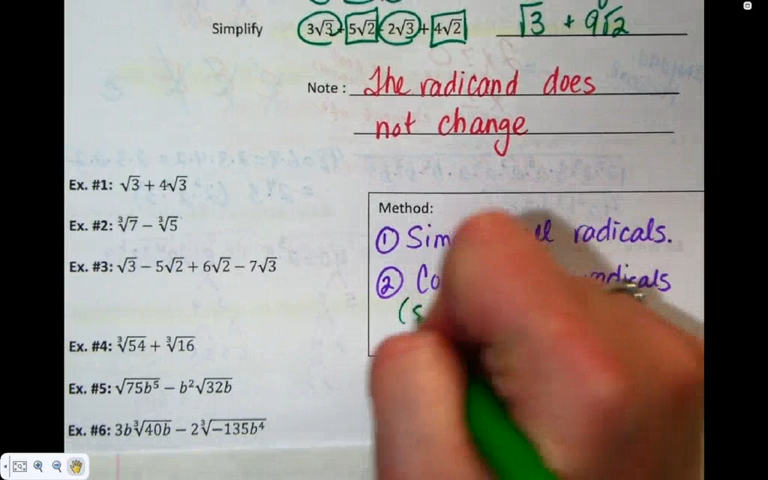 Simplify 3√3 + 5√2 - 2√3 + 4√2 √3 + 9√2
Note : The radicand does
not change
Ex. #1: √3 + 4√3
Method:
Ex. #2: ∛7 − ∛5
① Sim radicals.
Ex. #3: √3 − 5√2 + 6√2 − 7√3
② Co
(s
Ex. #4: ∛54 + ∛16
Ex. #5: √75b⁵ − b²√32b
Ex. #6: 3b∛40b − 2∛−135b⁴